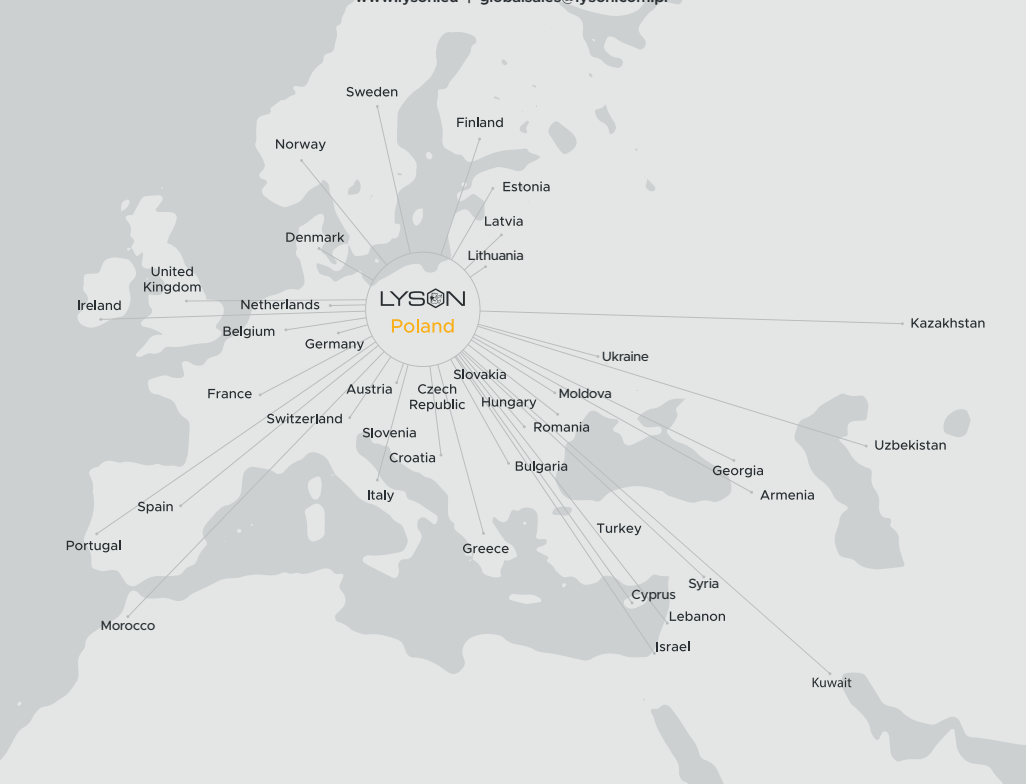 Sweden
Finland
Norway
Estonia
Latvia
Denmark
Lithuania
United
Kingdom
Ireland
Netherlands
LYSON
Poland
Kazakhstan
Belgium
Germany
Ukraine
Slovakia
France
Austria
Czech
Republic
Hungary
Moldova
Switzerland
Slovenia
Romania
Uzbekistan
Croatia
Bulgaria
Georgia
Italy
Armenia
Spain
Turkey
Portugal
Greece
Syria
Cyprus
Lebanon
Morocco
Israel
Kuwait